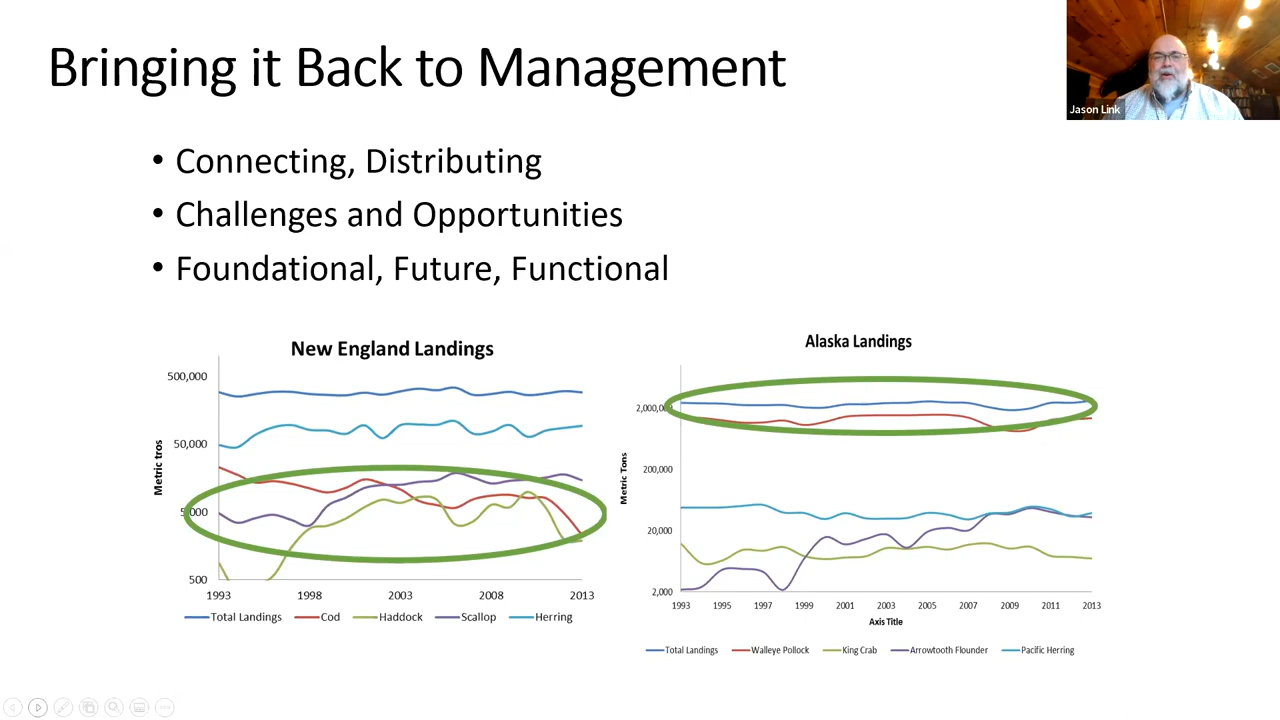 Bringing it Back to Management
Jason Link
• Connecting, Distributing
• Challenges and Opportunities
• Foundational, Future, Functional
New England Landings
500,000
50,000
5,000
500
Metric tros
1993 1998 2003 2008 2013
Total Landings Cod Haddock Scallop Herring
Alaska Landings
2,000,000
200,000
20,000
2,000
Metric Tons
1993 1995 1997 1999 2001 2003 2005 2007 2009 2011 2013
Axis Title
Total Landings Walleye Pollock King Crab Arrowtooth Flounder Pacific Herring